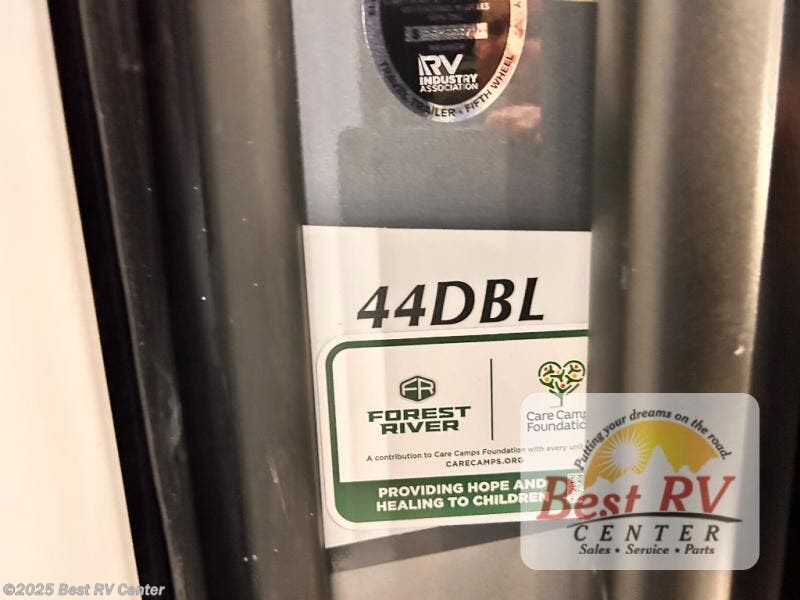 RV
INDUSTRY
ASSOCIATION
TRAVEL TRAILER • FIFTH WHEEL
44DBL
FR
FOREST
RIVER
Care Camp
Foundatio
A contribution to Care Camps Foundation with every uni
CARECAMPS.ORG
PROVIDING HOPE AND
HEALING TO CHILDREN
Putting your dreams on the road.
Best RV
CENTER
Sales • Service • Parts
©2025 Best RV Center